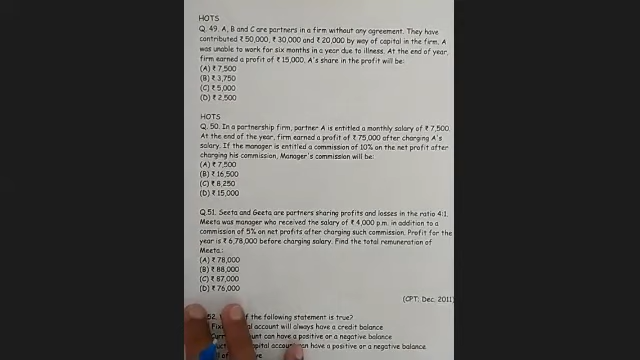 HOTS
Q. 49. A, B and C are partners in a firm without any agreement. They have
contributed ₹ 50,000, ₹ 30,000 and ₹ 20,000 by way of capital in the firm. A
was unable to work for six months in a year due to illness. At the end of year,
firm earned a profit of ₹ 15,000. A's share in the profit will be:
(A) ₹ 7,500
(B) ₹ 3,750
(C) ₹ 5,000
(D) ₹ 2,500
HOTS
Q. 50. In a partnership firm, partner A is entitled a monthly salary of ₹ 7,500.
At the end of the year, firm earned a profit of ₹ 75,000 after charging A's
salary. If the manager is entitled a commission of 10% on the net profit after
charging his commission, Manager's commission will be:
(A) ₹ 7,500
(B) ₹ 16,500
(C) ₹ 8,250
(D) ₹ 15,000
Q.51. Seeta and Geeta are partners sharing profits and losses in the ratio 4:1.
Meeta was manager who received the salary of ₹ 4,000 p.m. in addition to a
commission of 5% on net profits after charging such commission. Profit for the
year is ₹ 6,78,000 before charging salary. Find the total remuneration of
Meeta.:
(A) ₹ 78,000
(B) ₹ 88,000
(C) ₹ 87,000
(D) ₹ 76,000
(CPT: Dec. 2011)
52. of the following statement is true?
account will always have a credit balance
can have a positive or a negative balance
account can have a positive or a negative balance.